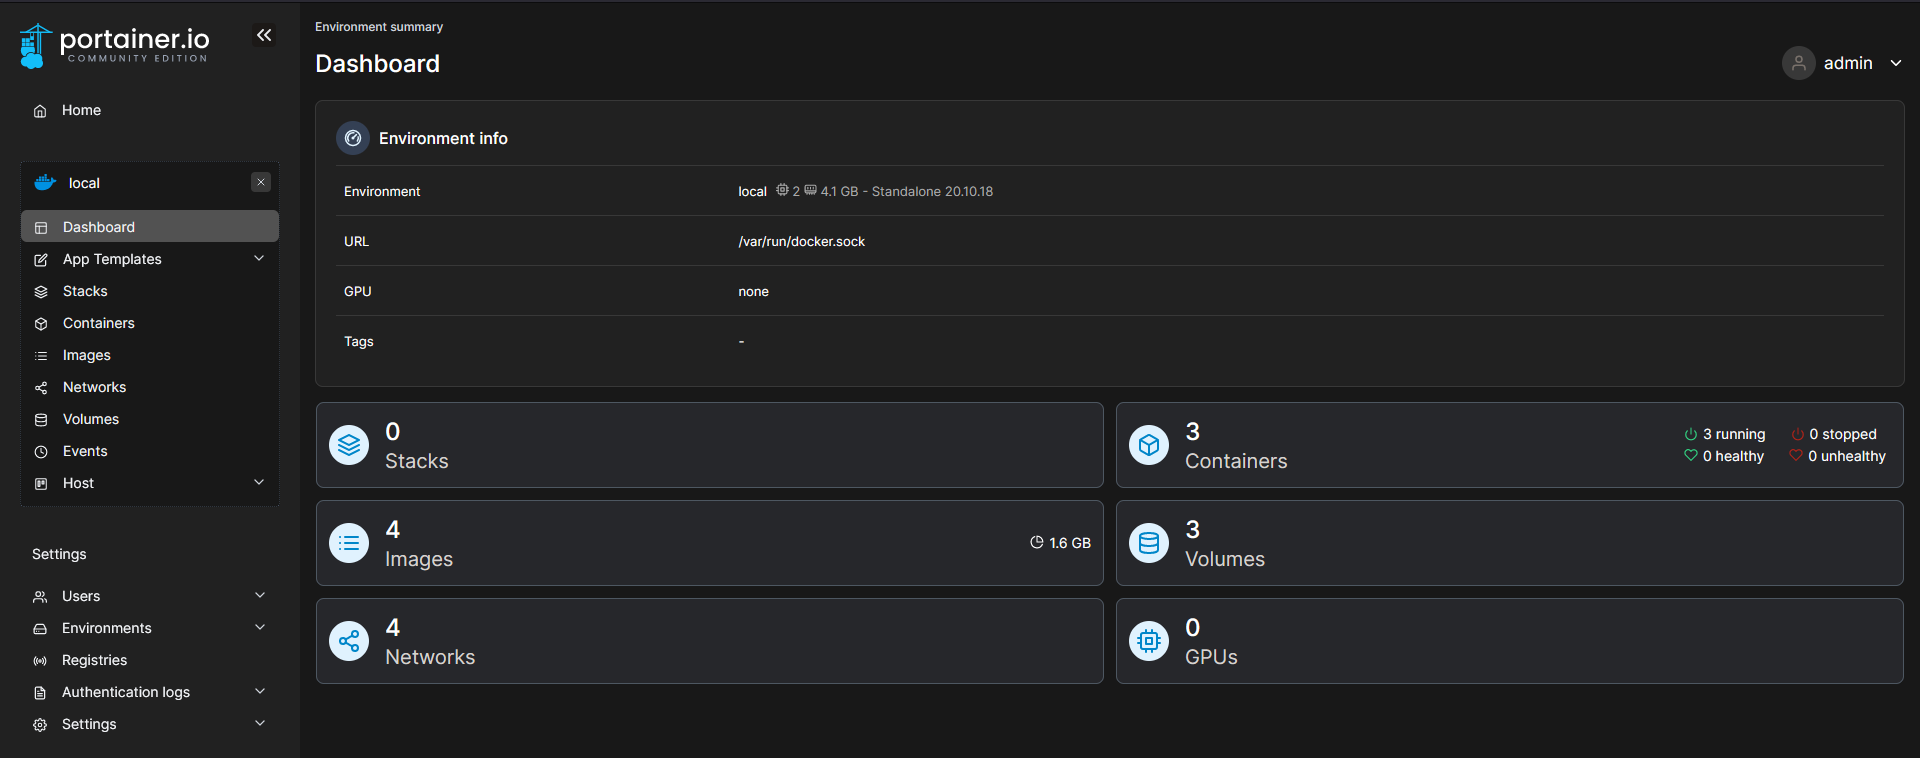 portainer.io
COMMUNITY EDITION
Home
local
Dashboard
App Templates
Stacks
Containers
Images
Networks
Volumes
Events
Host
Settings
Users
Environments
Registries
Authentication logs
Settings
Environment summary
Dashboard
admin
Environment info
Environment local 2 4.1 GB - Standalone 20.10.18
URL /var/run/docker.sock
GPU none
Tags -
0
Stacks
3
Containers
3 running 0 stopped
0 healthy 0 unhealthy
4
Images
1.6 GB
3
Volumes
4
Networks
0
GPUs